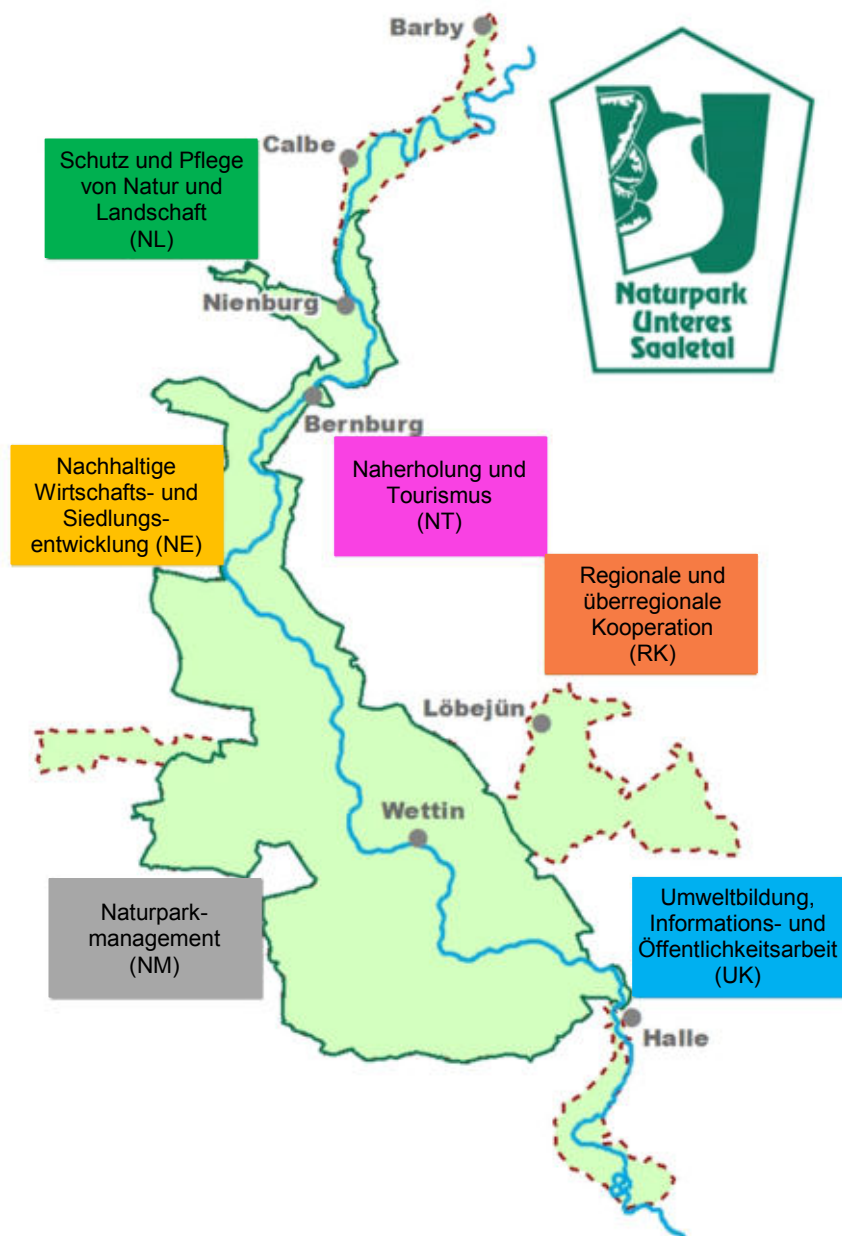 Barby
Calbe
Schutz und Pflege
von Natur und
Landschaft
(NL)
Naturpark
Unteres
Saaletal
Nienburg
Bernburg
Nachhaltige
Wirtschafts- und
Siedlungs-
entwicklung (NE)
Naherholung und
Tourismus
(NT)
Regionale und
überregionale
Kooperation
(RK)
Löbejün
Wettin
Naturpark-
management
(NM)
Umweltbildung,
Informations- und
Öffentlichkeitsarbeit
(UK)
Halle